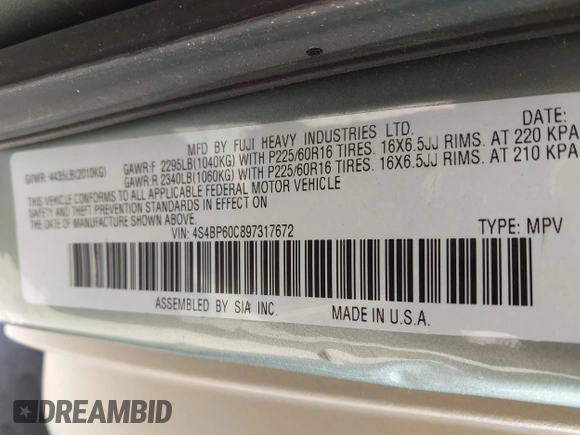 MFD BY FUJI HEAVY INDUSTRIES LTD. DATE:
GVWR: 4435LB(2010KG) GAWR:F 2295LB(1040KG) WITH P225/60R16 TIRES. 16X6.5JJ RIMS. AT 220 KPA
GAWR:R 2340LB(1060KG) WITH P225/60R16 TIRES. 16X6.5JJ RIMS. AT 210 KPA
THIS VEHICLE CONFORMS TO ALL APPLICABLE FEDERAL MOTOR VEHICLE
SAFETY AND THEFT PREVENTION STANDARDS IN EFFECT ON
THE DATE OF MANUFACTURE SHOWN ABOVE.
VIN: 4S4BP60C897317672 TYPE: MPV
ASSEMBLED BY SIA INC. MADE IN U.S.A.
DREAMBID